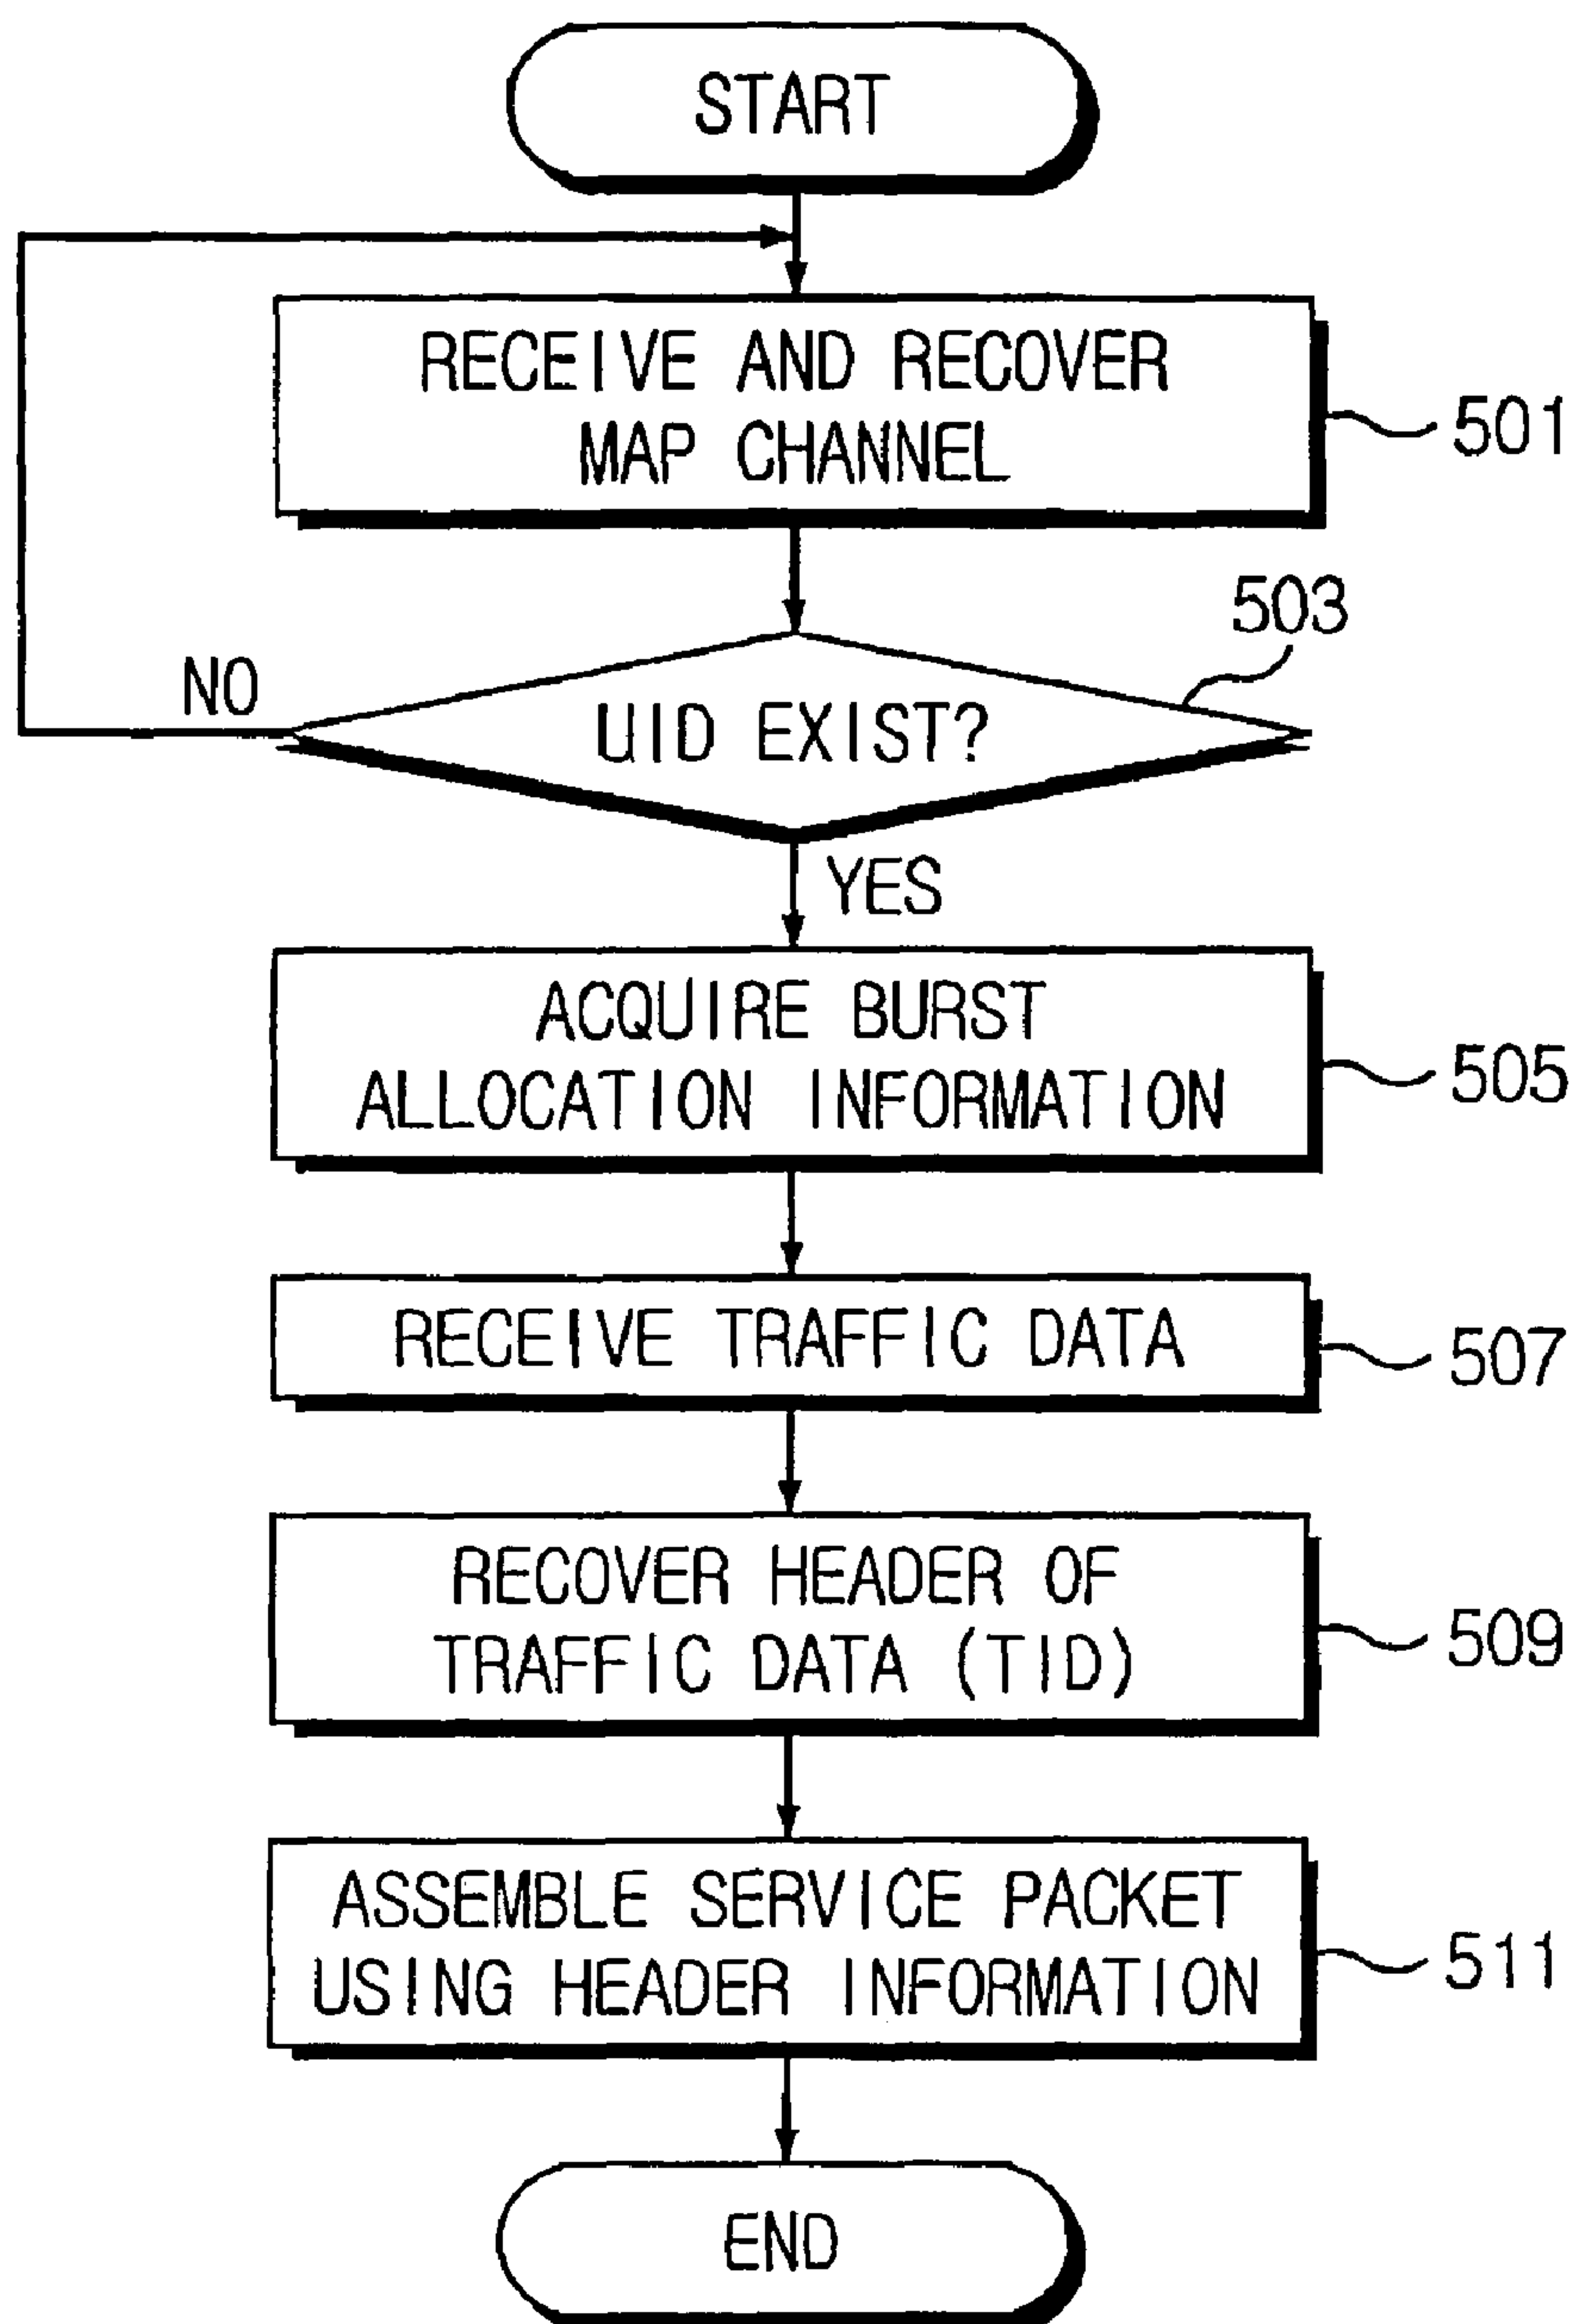 START
RECEIVE AND RECOVER
MAP CHANNEL
501
503
NO
UID EXIST?
YES
ACQUIRE BURST
ALLOCATION INFORMATION
505
RECEIVE TRAFFIC DATA
507
RECOVER HEADER OF
TRAFFIC DATA (TID)
509
ASSEMBLE SERVICE PACKET
USING HEADER INFORMATION
511
END